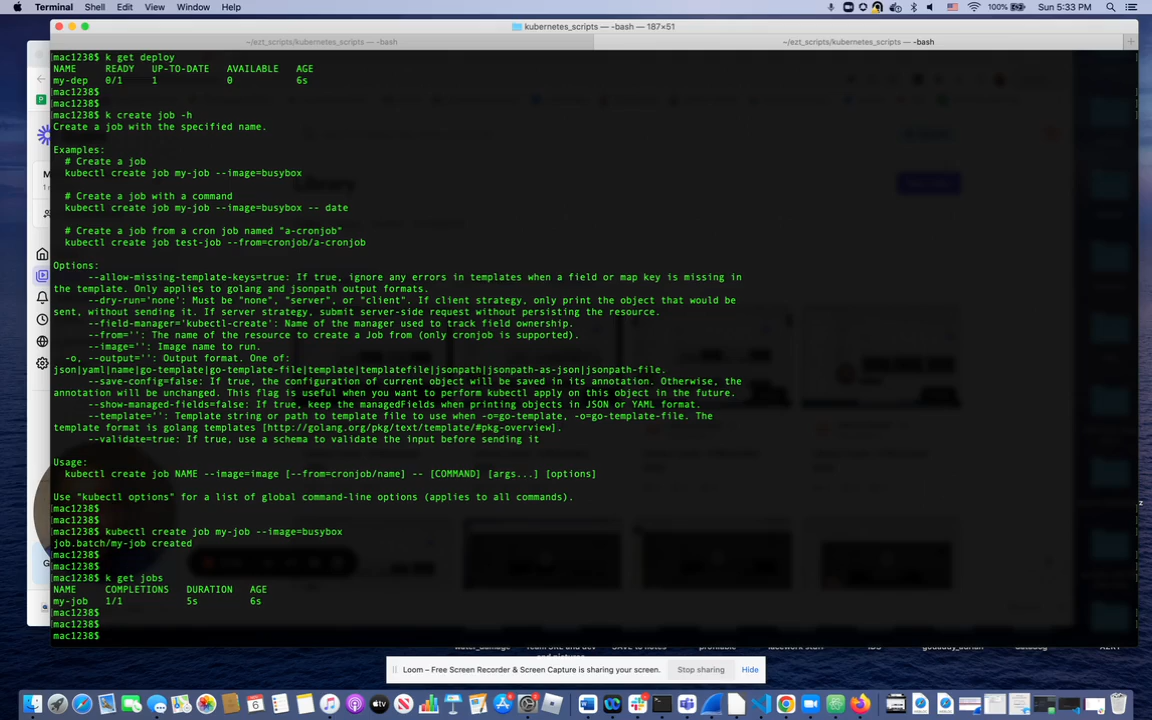 Terminal Shell Edit View Window Help 100% Sun 5:33 PM
kubernetes_scripts — -bash — 187×51
~/ezt_scripts/kubernetes_scripts — -bash ~/ezt_scripts/kubernetes_scripts — -bash
[mac1238$ k get deploy
NAME READY UP-TO-DATE AVAILABLE AGE
my-dep 0/1 1 0 6s
[mac1238$
[mac1238$
[mac1238$ k create job -h
Create a job with the specified name.
Examples:
# Create a job
kubectl create job my-job --image=busybox
# Create a job with a command
kubectl create job my-job --image=busybox -- date
# Create a job from a cron job named "a-cronjob"
kubectl create job test-job --from=cronjob/a-cronjob
Options:
--allow-missing-template-keys=true: If true, ignore any errors in templates when a field or map key is missing in
the template. Only applies to golang and jsonpath output formats.
--dry-run='none': Must be "none", "server", or "client". If client strategy, only print the object that would be
sent, without sending it. If server strategy, submit server-side request without persisting the resource.
--field-manager='kubectl-create': Name of the manager used to track field ownership.
--from='': The name of the resource to create a Job from (only cronjob is supported).
--image='': Image name to run.
-o, --output='': Output format. One of:
json|yaml|name|go-template|go-template-file|template|templatefile|jsonpath|jsonpath-as-json|jsonpath-file.
--save-config=false: If true, the configuration of current object will be saved in its annotation. Otherwise, the
annotation will be unchanged. This flag is useful when you want to perform kubectl apply on this object in the future.
--show-managed-fields=false: If true, keep the managedFields when printing objects in JSON or YAML format.
--template='': Template string or path to template file to use when -o=go-template, -o=go-template-file. The
template format is golang templates [http://golang.org/pkg/text/template/#pkg-overview].
--validate=true: If true, use a schema to validate the input before sending it
Usage:
kubectl create job NAME --image=image [--from=cronjob/name] -- [COMMAND] [args...] [options]
Use "kubectl options" for a list of global command-line options (applies to all commands).
[mac1238$
[mac1238$
[mac1238$ kubectl create job my-job --image=busybox
job.batch/my-job created
[mac1238$
[mac1238$
[mac1238$ k get jobs
NAME COMPLETIONS DURATION AGE
my-job 1/1 5s 6s
[mac1238$
[mac1238$
[mac1238$
Library
Loom – Free Screen Recorder & Screen Capture is sharing your screen. Stop sharing Hide